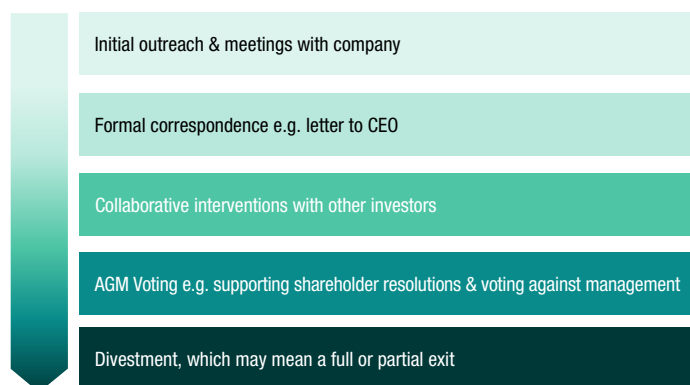 Initial outreach & meetings with company
Formal correspondence e.g. letter to CEO
Collaborative interventions with other investors
AGM Voting e.g. supporting shareholder resolutions & voting against management
Divestment, which may mean a full or partial exit